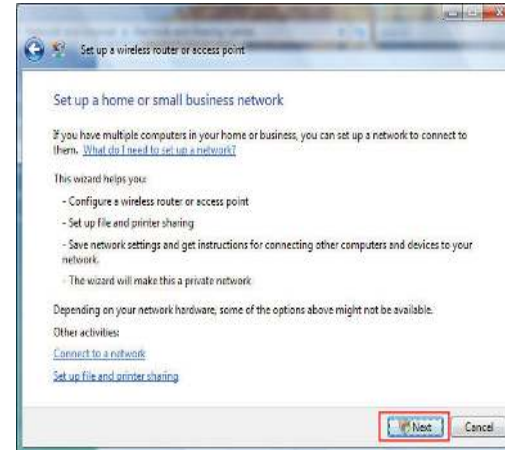 Set up a wireless router or access point
Set up a home or small business network
If you have multiple computers in your home or business, you can set up a network to connect to
them. What do I need to set up a network?
This wizard helps you:
- Configure a wireless router or access point
- Set up file and printer sharing
- Save network settings and get instructions for connecting other computers and devices to your
network.
- The wizard will make this a private network
Depending on your network hardware, some of the options above might not be available.
Other activities:
Connect to a network
Set up file and printer sharing
Next Cancel